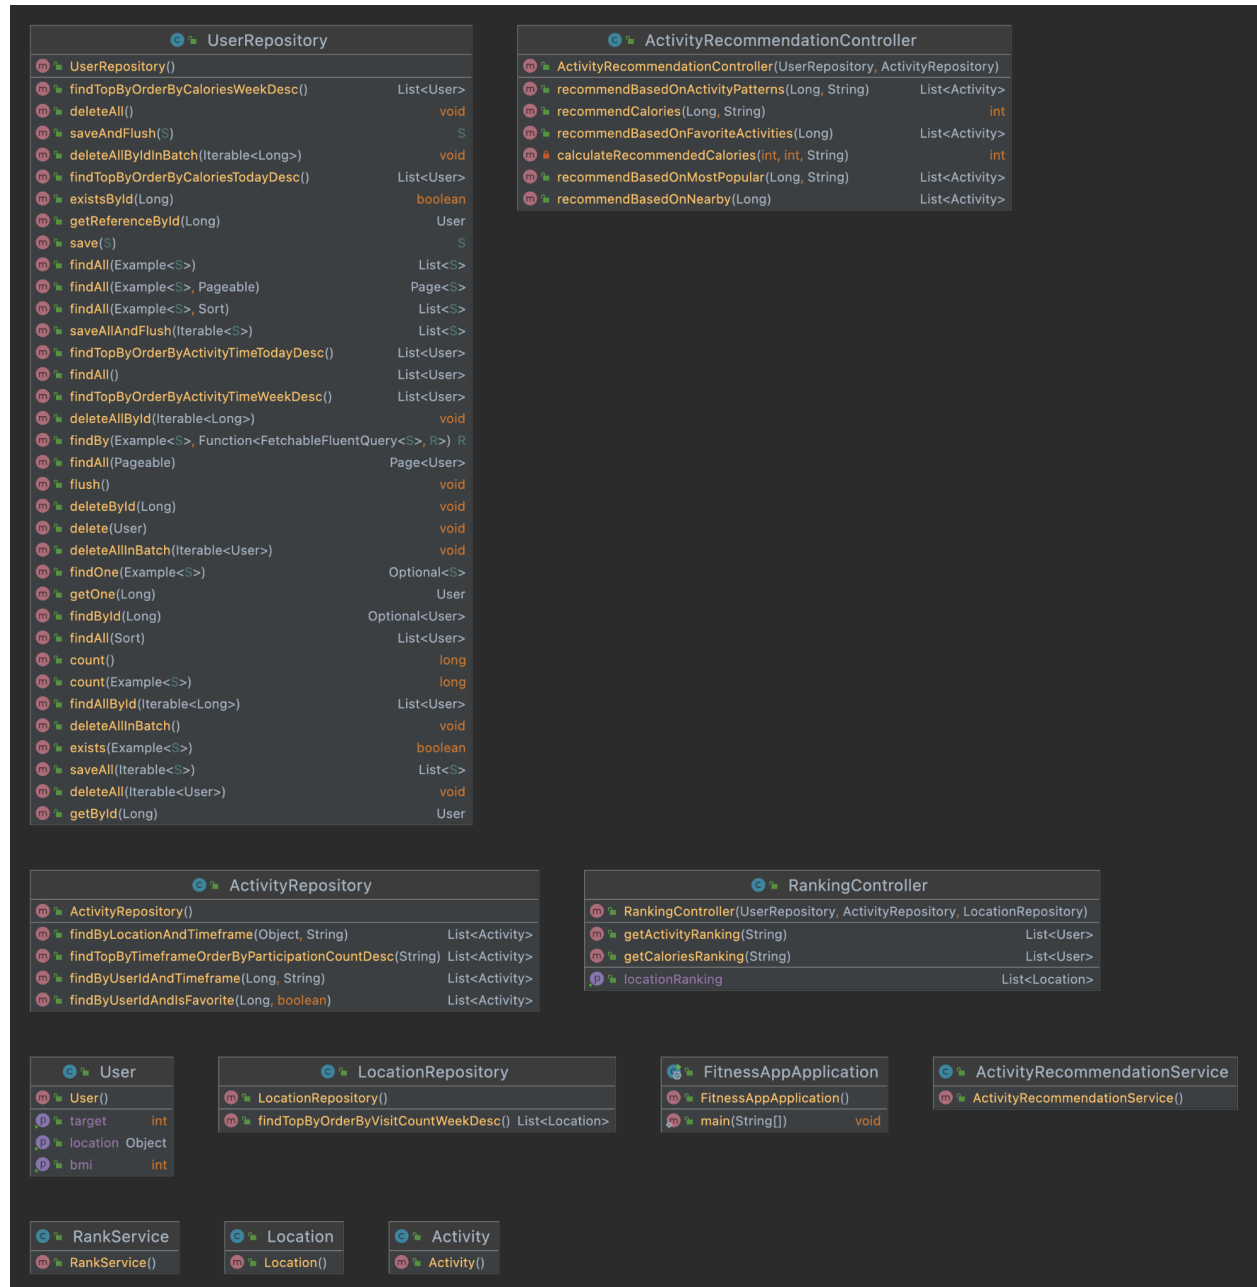 UserRepository
UserRepository()
findTopByOrderByCaloriesWeekDesc() List<User>
deleteAll() void
saveAndFlush(S) S
deleteAllByIdInBatch(Iterable<Long>) void
findTopByOrderByCaloriesTodayDesc() List<User>
existsById(Long) boolean
getReferenceById(Long) User
save(S) S
findAll(Example<S>) List<S>
findAll(Example<S>, Pageable) Page<S>
findAll(Example<S>, Sort) List<S>
saveAllAndFlush(Iterable<S>) List<S>
findTopByOrderByActivityTimeTodayDesc() List<User>
findAll() List<User>
findTopByOrderByActivityTimeWeekDesc() List<User>
deleteAllById(Iterable<Long>) void
findBy(Example<S>, Function<FetchableFluentQuery<S>, R>) R
findAll(Pageable) Page<User>
flush() void
deleteById(Long) void
delete(User) void
deleteAllInBatch(Iterable<User>) void
findOne(Example<S>) Optional<S>
getOne(Long) User
findById(Long) Optional<User>
findAll(Sort) List<User>
count() long
count(Example<S>) long
findAllById(Iterable<Long>) List<User>
deleteAllInBatch() void
exists(Example<S>) boolean
saveAll(Iterable<S>) List<S>
deleteAll(Iterable<User>) void
getById(Long) User
ActivityRecommendationController
ActivityRecommendationController(UserRepository, ActivityRepository)
recommendBasedOnActivityPatterns(Long, String) List<Activity>
recommendCalories(Long, String) int
recommendBasedOnFavoriteActivities(Long) List<Activity>
calculateRecommendedCalories(int, int, String) int
recommendBasedOnMostPopular(Long, String) List<Activity>
recommendBasedOnNearby(Long) List<Activity>
ActivityRepository
ActivityRepository()
findByLocationAndTimeframe(Object, String) List<Activity>
findTopByTimeframeOrderByParticipationCountDesc(String) List<Activity>
findByUserIdAndTimeframe(Long, String) List<Activity>
findByUserIdAndIsFavorite(Long, boolean) List<Activity>
RankingController
RankingController(UserRepository, ActivityRepository, LocationRepository)
getActivityRanking(String) List<User>
getCaloriesRanking(String) List<User>
locationRanking List<Location>
User
User()
target int
location Object
bmi int
LocationRepository
LocationRepository()
findTopByOrderByVisitCountWeekDesc() List<Location>
FitnessAppApplication
FitnessAppApplication()
main(String[]) void
ActivityRecommendationService
ActivityRecommendationService()
RankService
RankService()
Location
Location()
Activity
Activity()